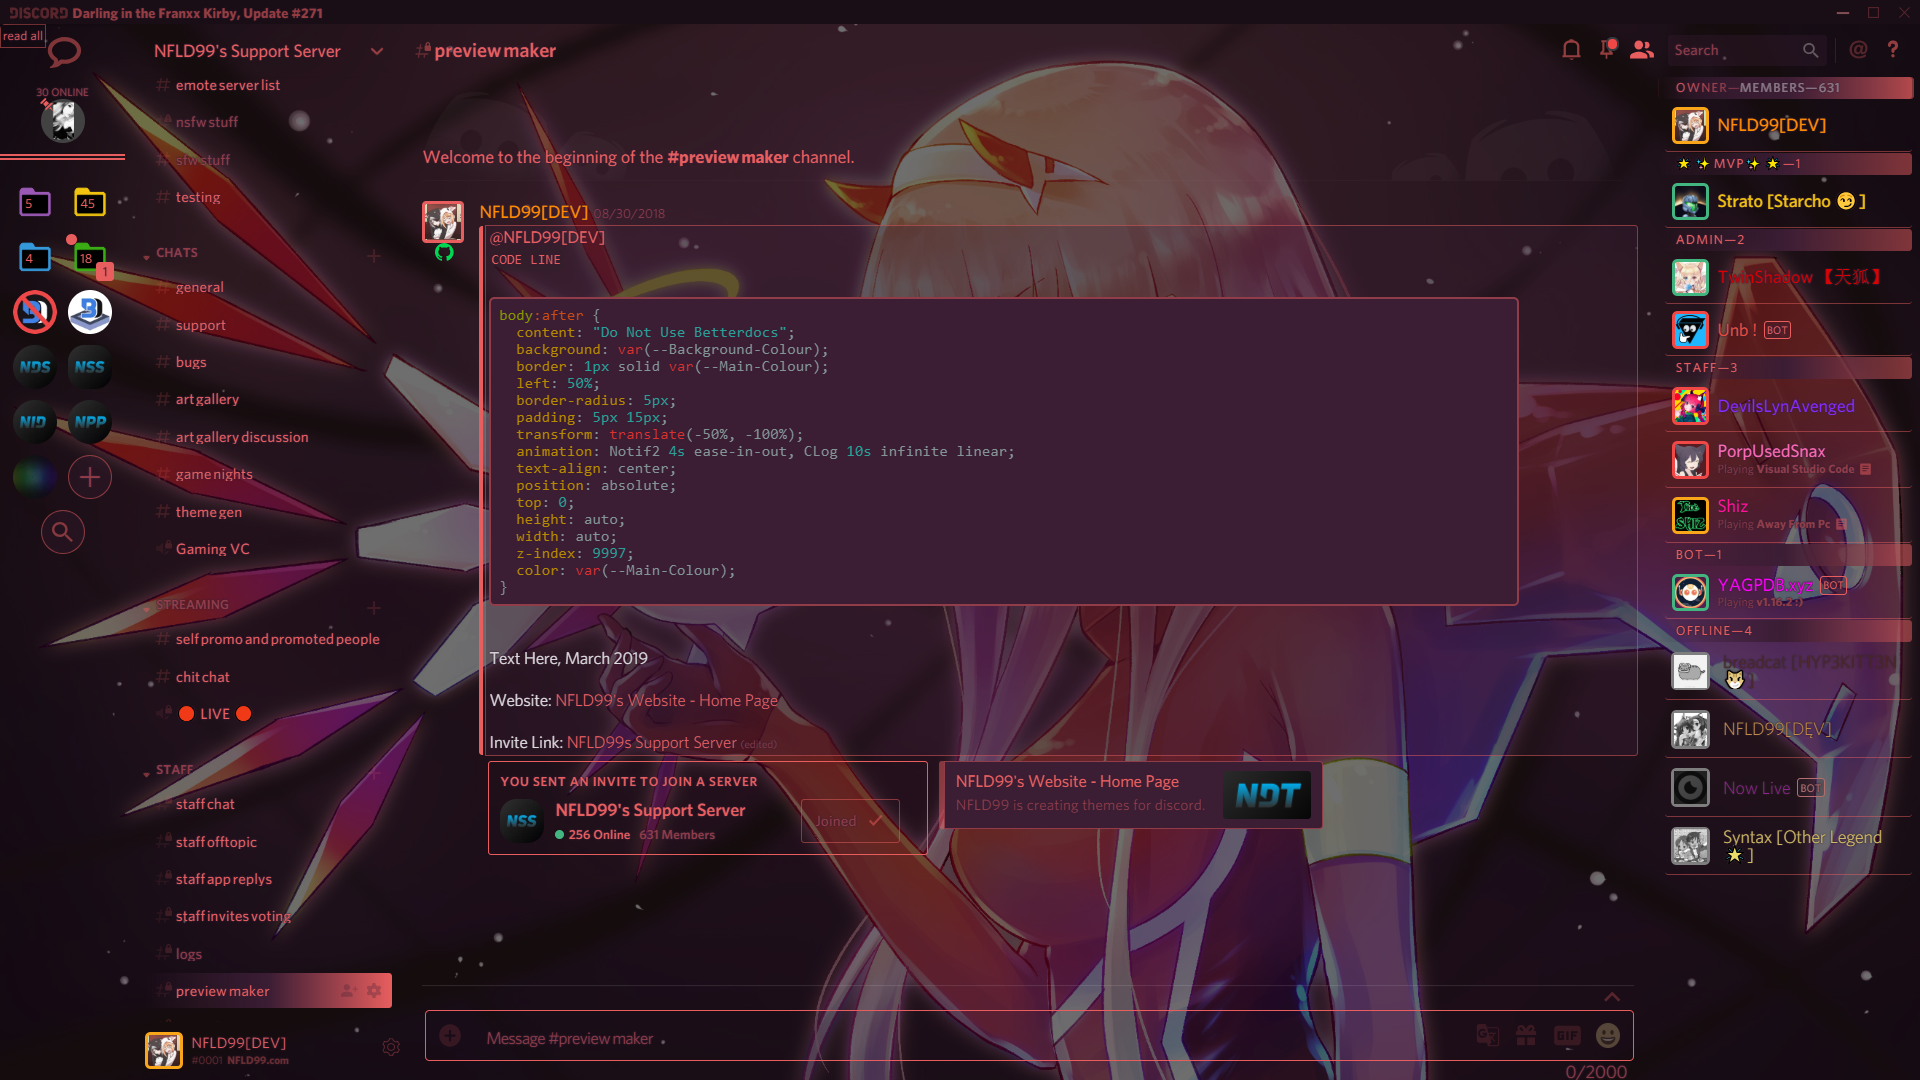 DISCORD Darling in the Franxx Kirby, Update #271
read all
30 ONLINE
5
45
4
18
1
NDS
NSS
NID
NPP
NFLD99's Support Server
emote server list
nsfw stuff
sfw stuff
testing
CHATS
general
support
bugs
art gallery
art gallery discussion
game nights
theme gen
Gaming VC
STREAMING
self promo and promoted people
chit chat
🔴 LIVE 🔴
STAFF
staff chat
staff offtopic
staff app replys
staff invites voting
logs
preview maker
NFLD99[DEV]
#0001 NFLD99.com
# preview maker
Search
@ ?
Welcome to the beginning of the #preview maker channel.
NFLD99[DEV] 08/30/2018
@NFLD99[DEV]
CODE LINE
body:after {
content: "Do Not Use Betterdocs";
background: var(--Background-Colour);
border: 1px solid var(--Main-Colour);
left: 50%;
border-radius: 5px;
padding: 5px 15px;
transform: translate(-50%, -100%);
animation: Notif2 4s ease-in-out, CLog 10s infinite linear;
text-align: center;
position: absolute;
top: 0;
height: auto;
width: auto;
z-index: 9997;
color: var(--Main-Colour);
}
Text Here, March 2019
Website: NFLD99's Website - Home Page
Invite Link: NFLD99s Support Server (edited)
YOU SENT AN INVITE TO JOIN A SERVER
NSS
NFLD99's Support Server
256 Online 631 Members
Joined
NFLD99's Website - Home Page
NFLD99 is creating themes for discord.
NDT
Message #preview maker
GIF
0/2000
OWNER—MEMBERS—631
NFLD99[DEV]
⭐ ✨ MVP ✨ ⭐ —1
Strato [Starcho 😏 ]
ADMIN—2
TwinShadow 【天狐】
Unb ! BOT
STAFF—3
DevilsLynAvenged
PorpUsedSnax
Playing Visual Studio Code
The SHIZ
Shiz
Playing Away From Pc
BOT—1
YAGPDB.xyz BOT
Playing v1.16.2 :)
OFFLINE—4
breadcat [HYP3KITT3N
🐱 ]
NFLD99[DEV]
Now Live BOT
Syntax [Other Legend
🌟 ]